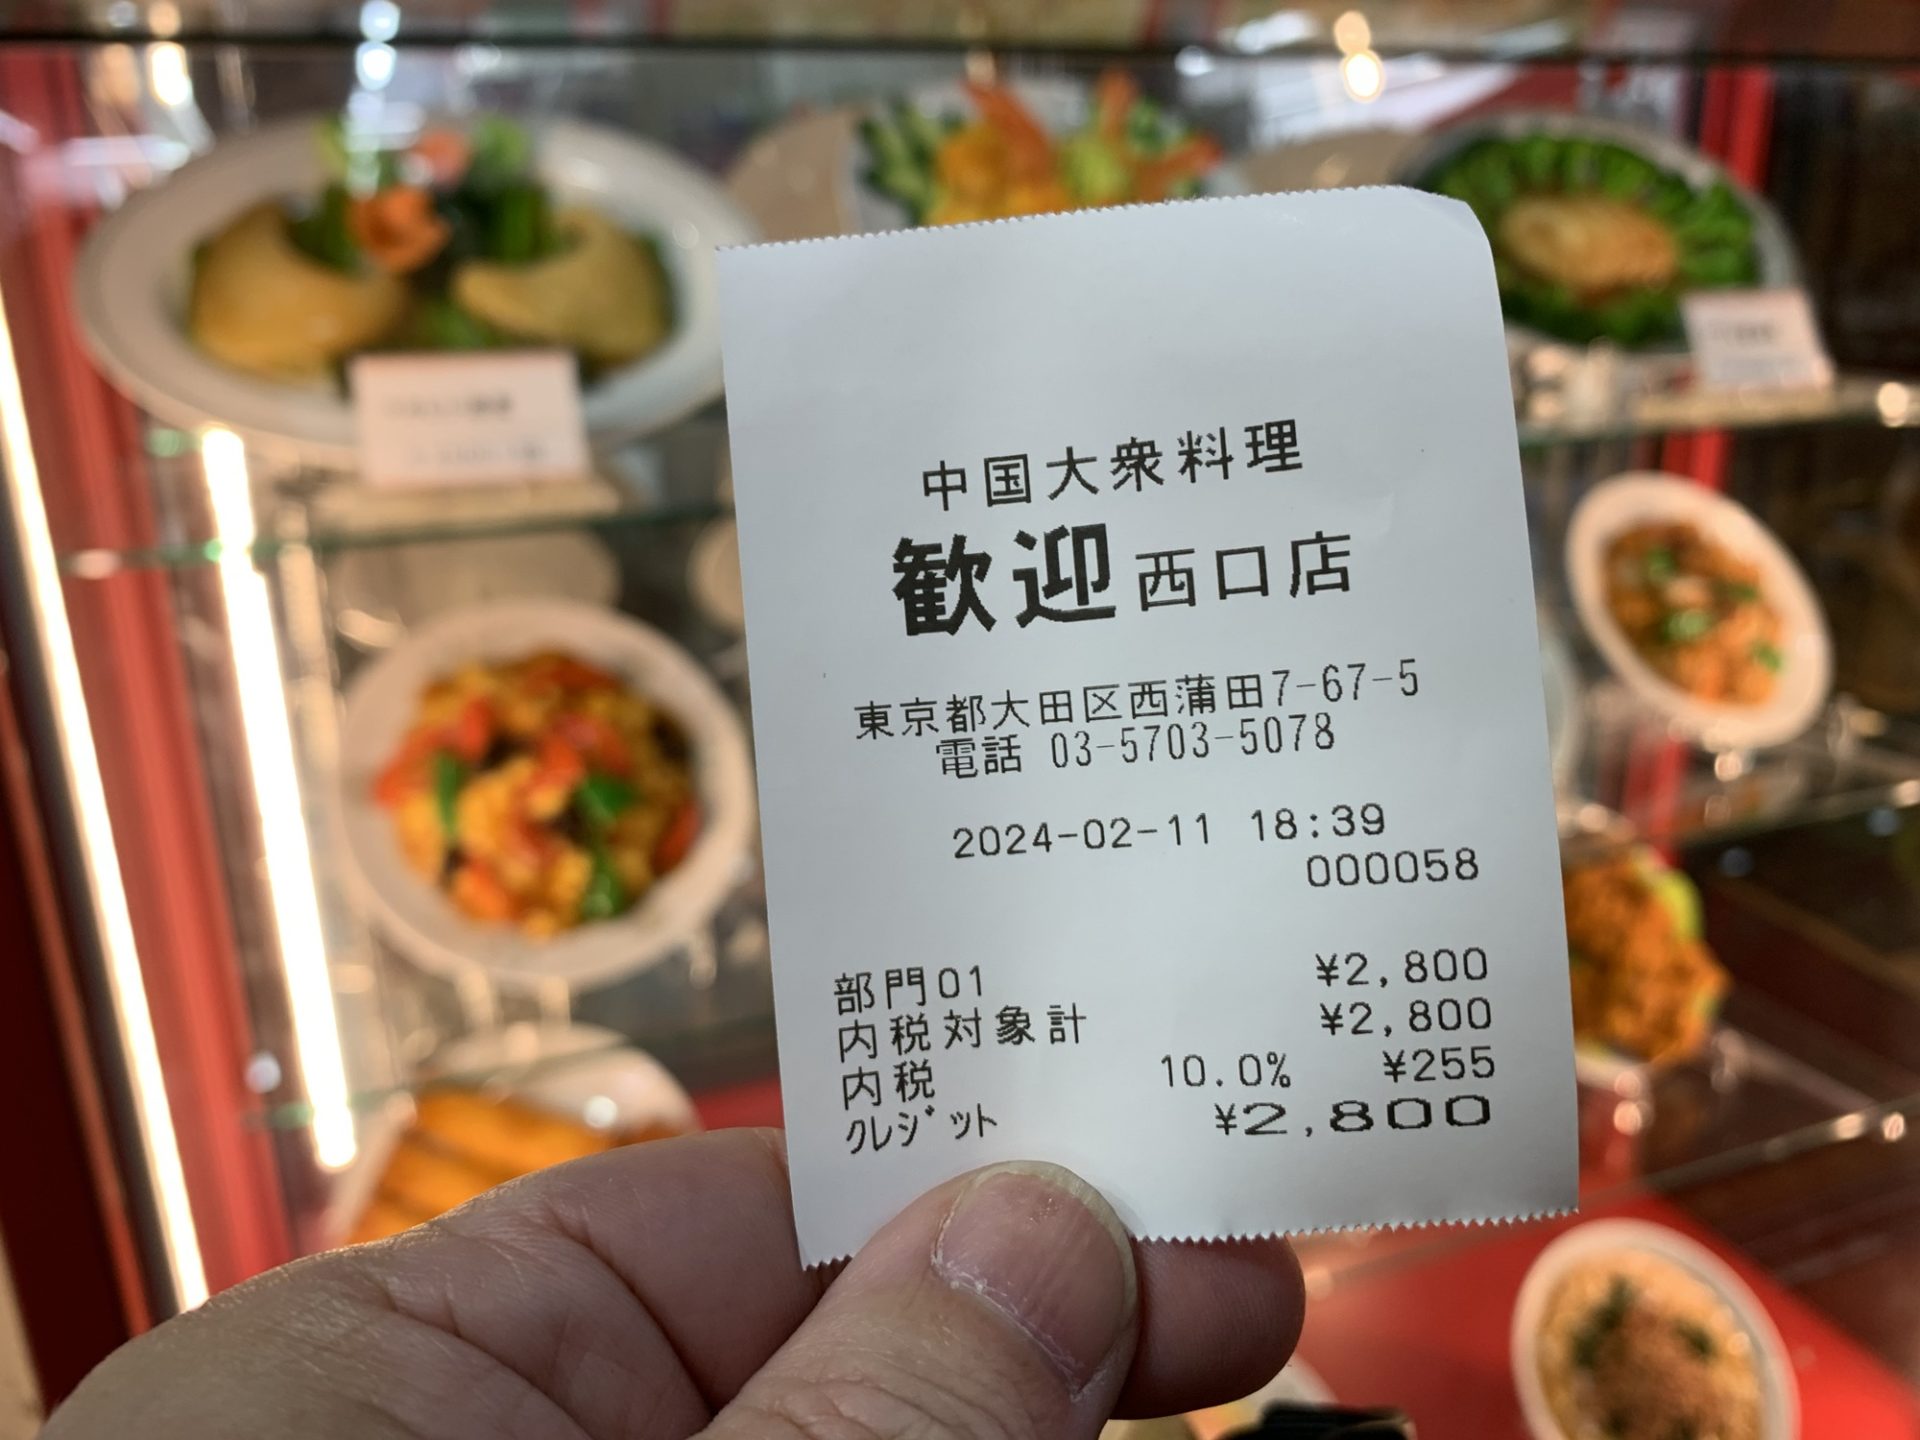 中国大衆料理
歓迎西口店
東京都大田区西蒲田7-67-5
電話 03-5703-5078
2024-02-11 18:39
000058
部門01 ¥2,800
内税対象計 ¥2,800
内税 10.0% ¥255
クレジット ¥2,800